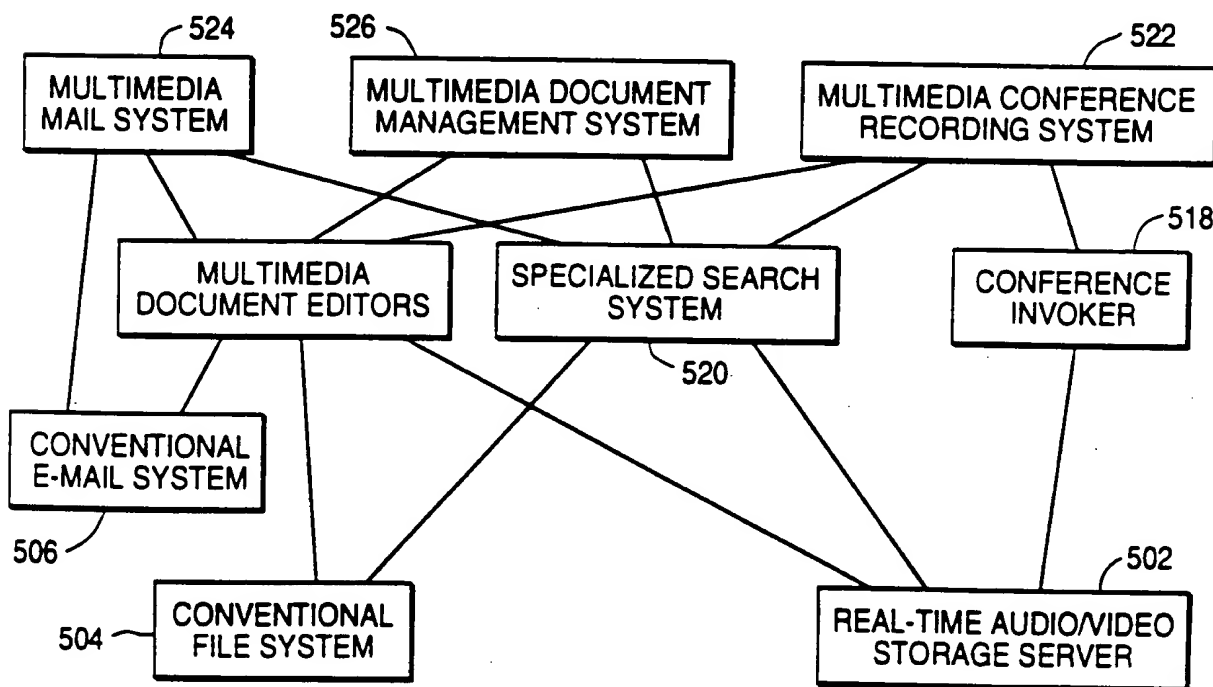 524
526
522
MULTIMEDIA
MAIL SYSTEM
MULTIMEDIA DOCUMENT
MANAGEMENT SYSTEM
MULTIMEDIA CONFERENCE
RECORDING SYSTEM
518
MULTIMEDIA
DOCUMENT EDITORS
SPECIALIZED SEARCH
SYSTEM
CONFERENCE
INVOKER
520
CONVENTIONAL
E-MAIL SYSTEM
506
502
504
CONVENTIONAL
FILE SYSTEM
REAL-TIME AUDIO/VIDEO
STORAGE SERVER